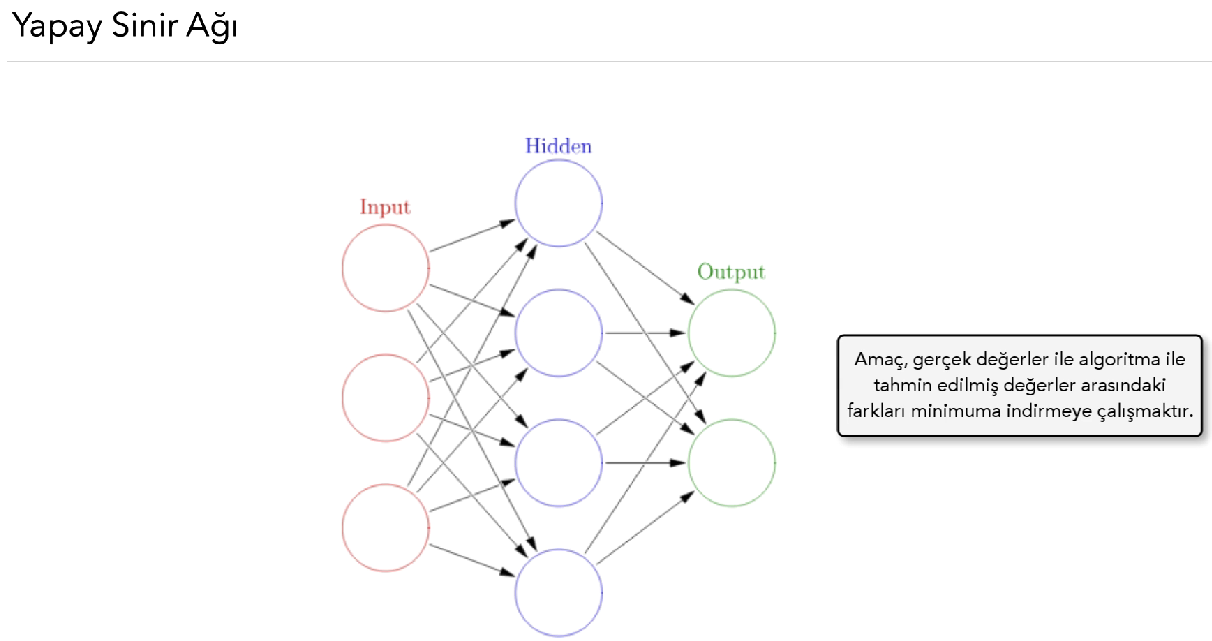 Yapay Sinir Ağı
Hidden
Input
Output
Amaç, gerçek değerler ile algoritma ile
tahmin edilmiş değerler arasındaki
farkları minimuma indirmeye çalışmaktır.